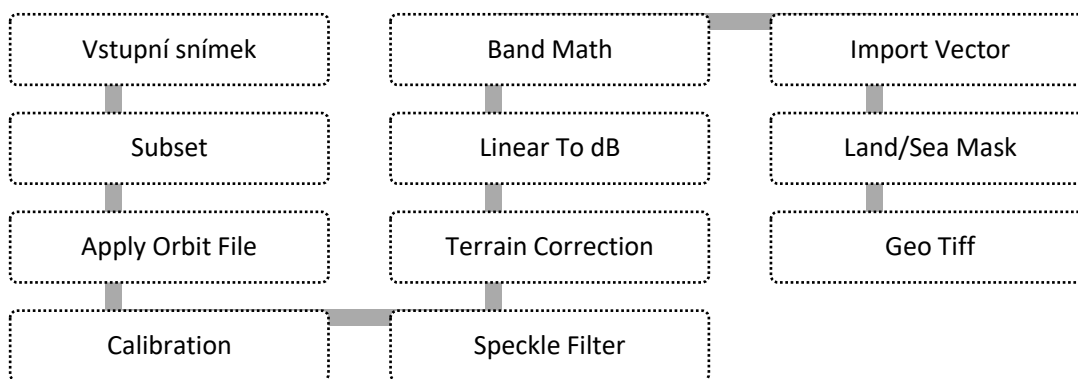 Vstupní snímek
Subset
Apply Orbit File
Calibration
Speckle Filter
Terrain Correction
Linear To dB
Band Math
Import Vector
Land/Sea Mask
Geo Tiff